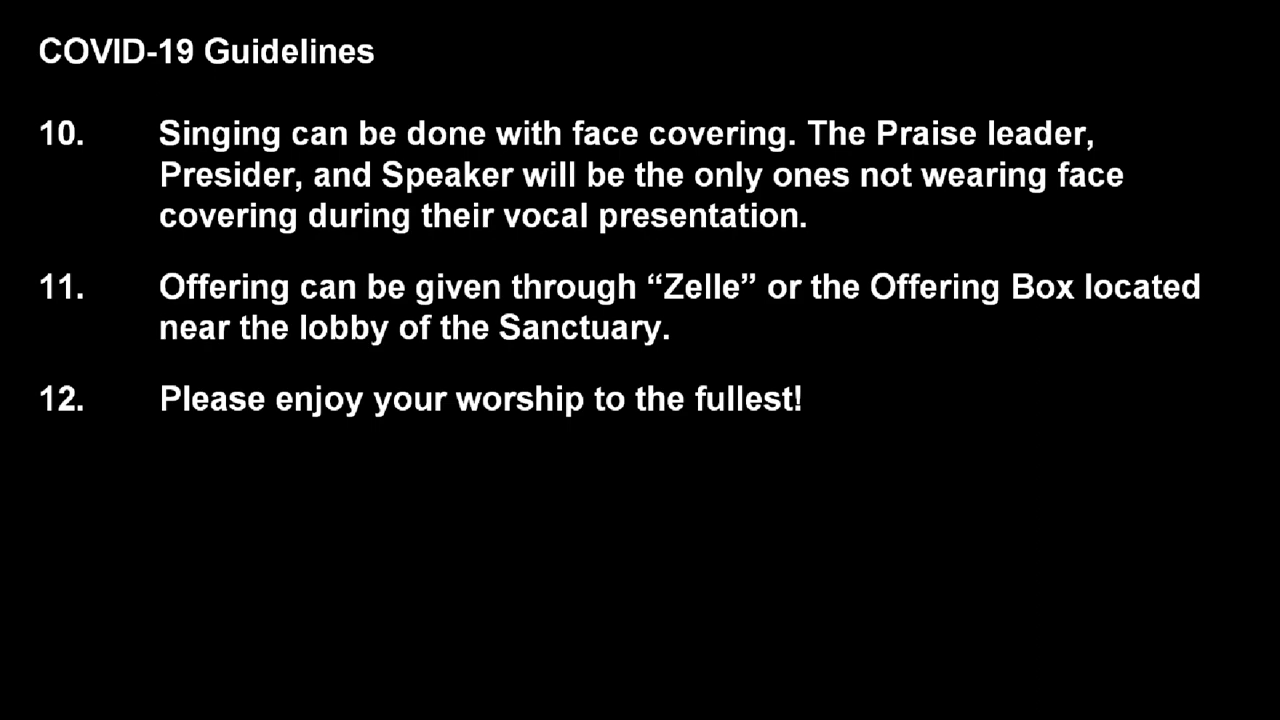 COVID-19 Guidelines
10. Singing can be done with face covering. The Praise leader,
Presider, and Speaker will be the only ones not wearing face
covering during their vocal presentation.
11. Offering can be given through “Zelle” or the Offering Box located
near the lobby of the Sanctuary.
12. Please enjoy your worship to the fullest!